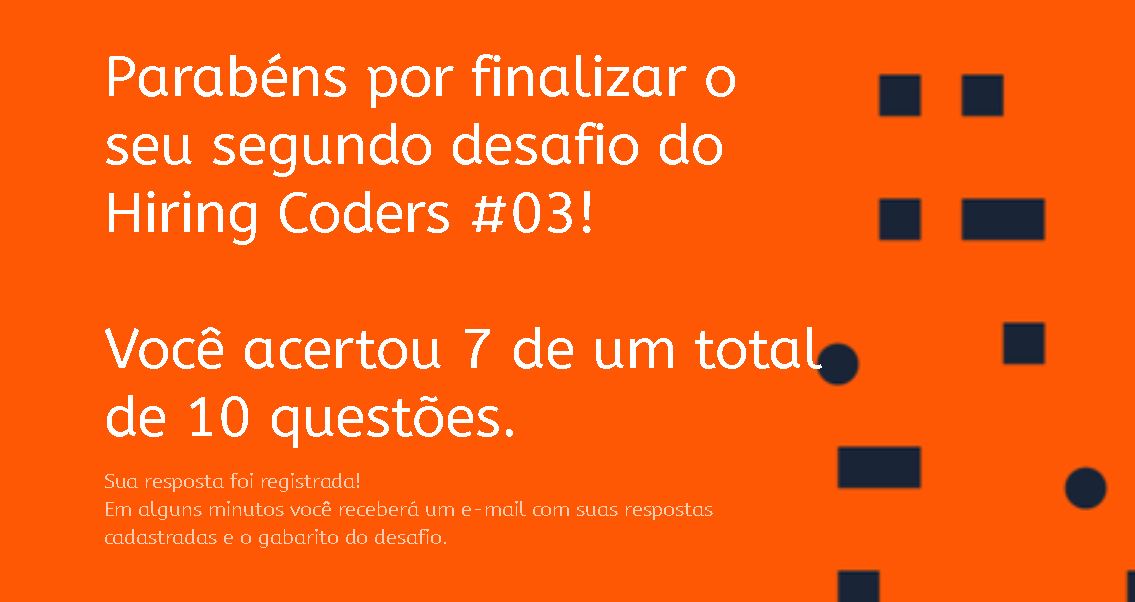 Parabéns por finalizar o
seu segundo desafio do
Hiring Coders #03!
Você acertou 7 de um total
de 10 questões.
Sua resposta foi registrada!
Em alguns minutos você receberá um e-mail com suas respostas
cadastradas e o gabarito do desafio.